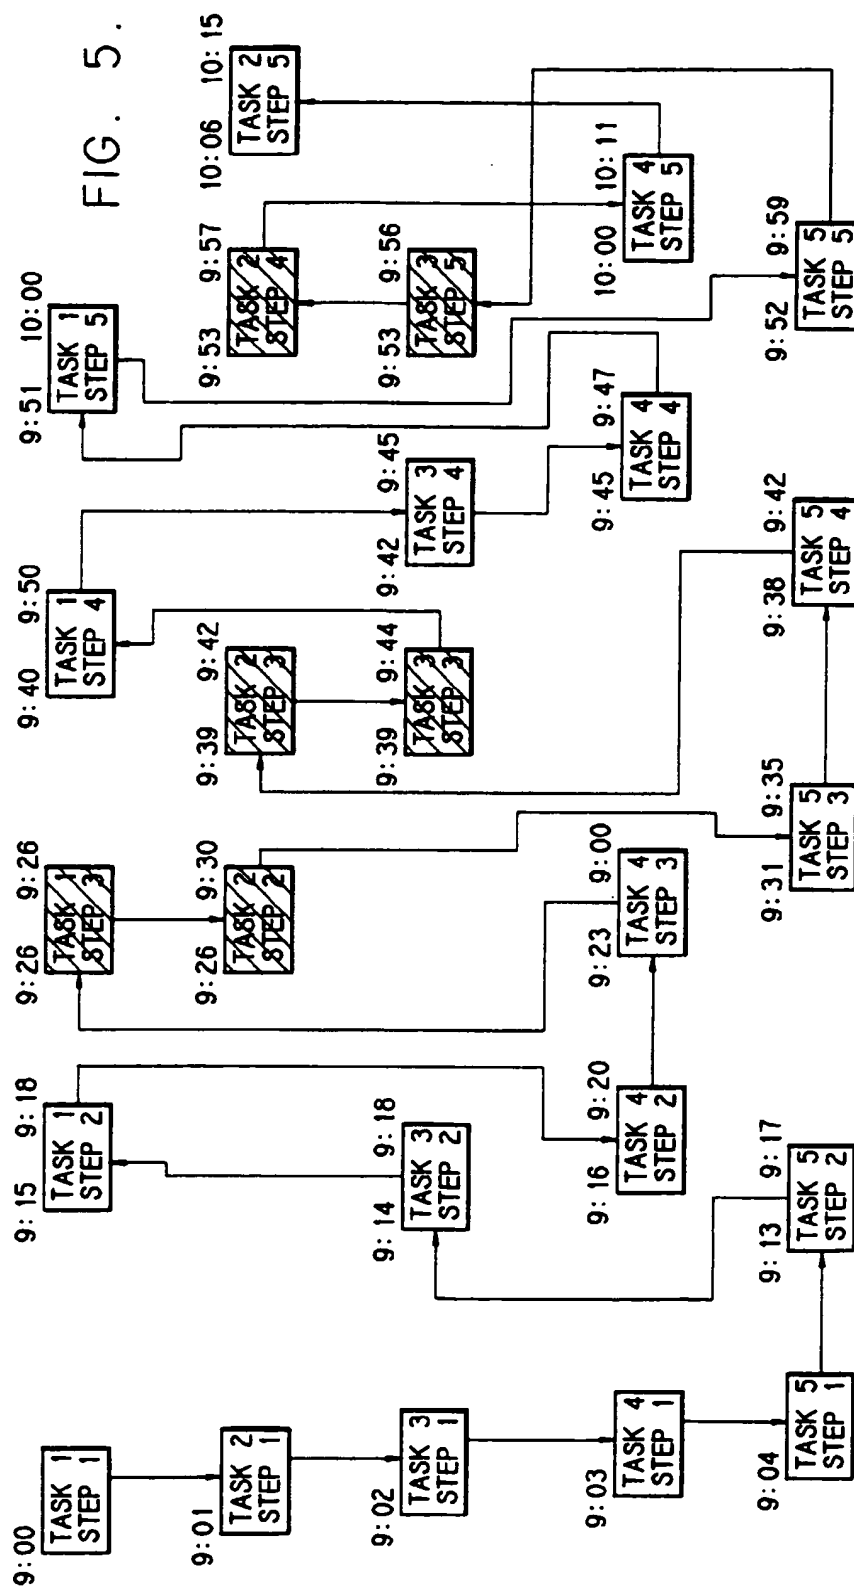 FIG. 5.
9:00
TASK 1
STEP 1
9:01
TASK 2
STEP 1
9:02
TASK 3
STEP 1
9:03
TASK 4
STEP 1
9:04
TASK 5
STEP 1
9:13 9:17
TASK 5
STEP 2
9:14 9:18
TASK 3
STEP 2
9:15 9:18
TASK 1
STEP 2
9:16 9:20
TASK 4
STEP 2
9:23 9:00
TASK 4
STEP 3
9:26 9:26
TASK 1
STEP 3
9:26 9:30
TASK 2
STEP 2
9:31 9:35
TASK 5
STEP 3
9:38 9:42
TASK 5
STEP 4
9:39 9:42
TASK 2
STEP 3
9:39 9:44
TASK 3
STEP 3
9:40 9:50
TASK 1
STEP 4
9:42 9:45
TASK 3
STEP 4
9:45 9:47
TASK 4
STEP 4
9:51 10:00
TASK 1
STEP 5
9:52 9:59
TASK 5
STEP 5
9:53 9:56
TASK 3
STEP 5
9:53 9:57
TASK 2
STEP 4
10:00 10:11
TASK 4
STEP 5
10:06 10:15
TASK 2
STEP 5